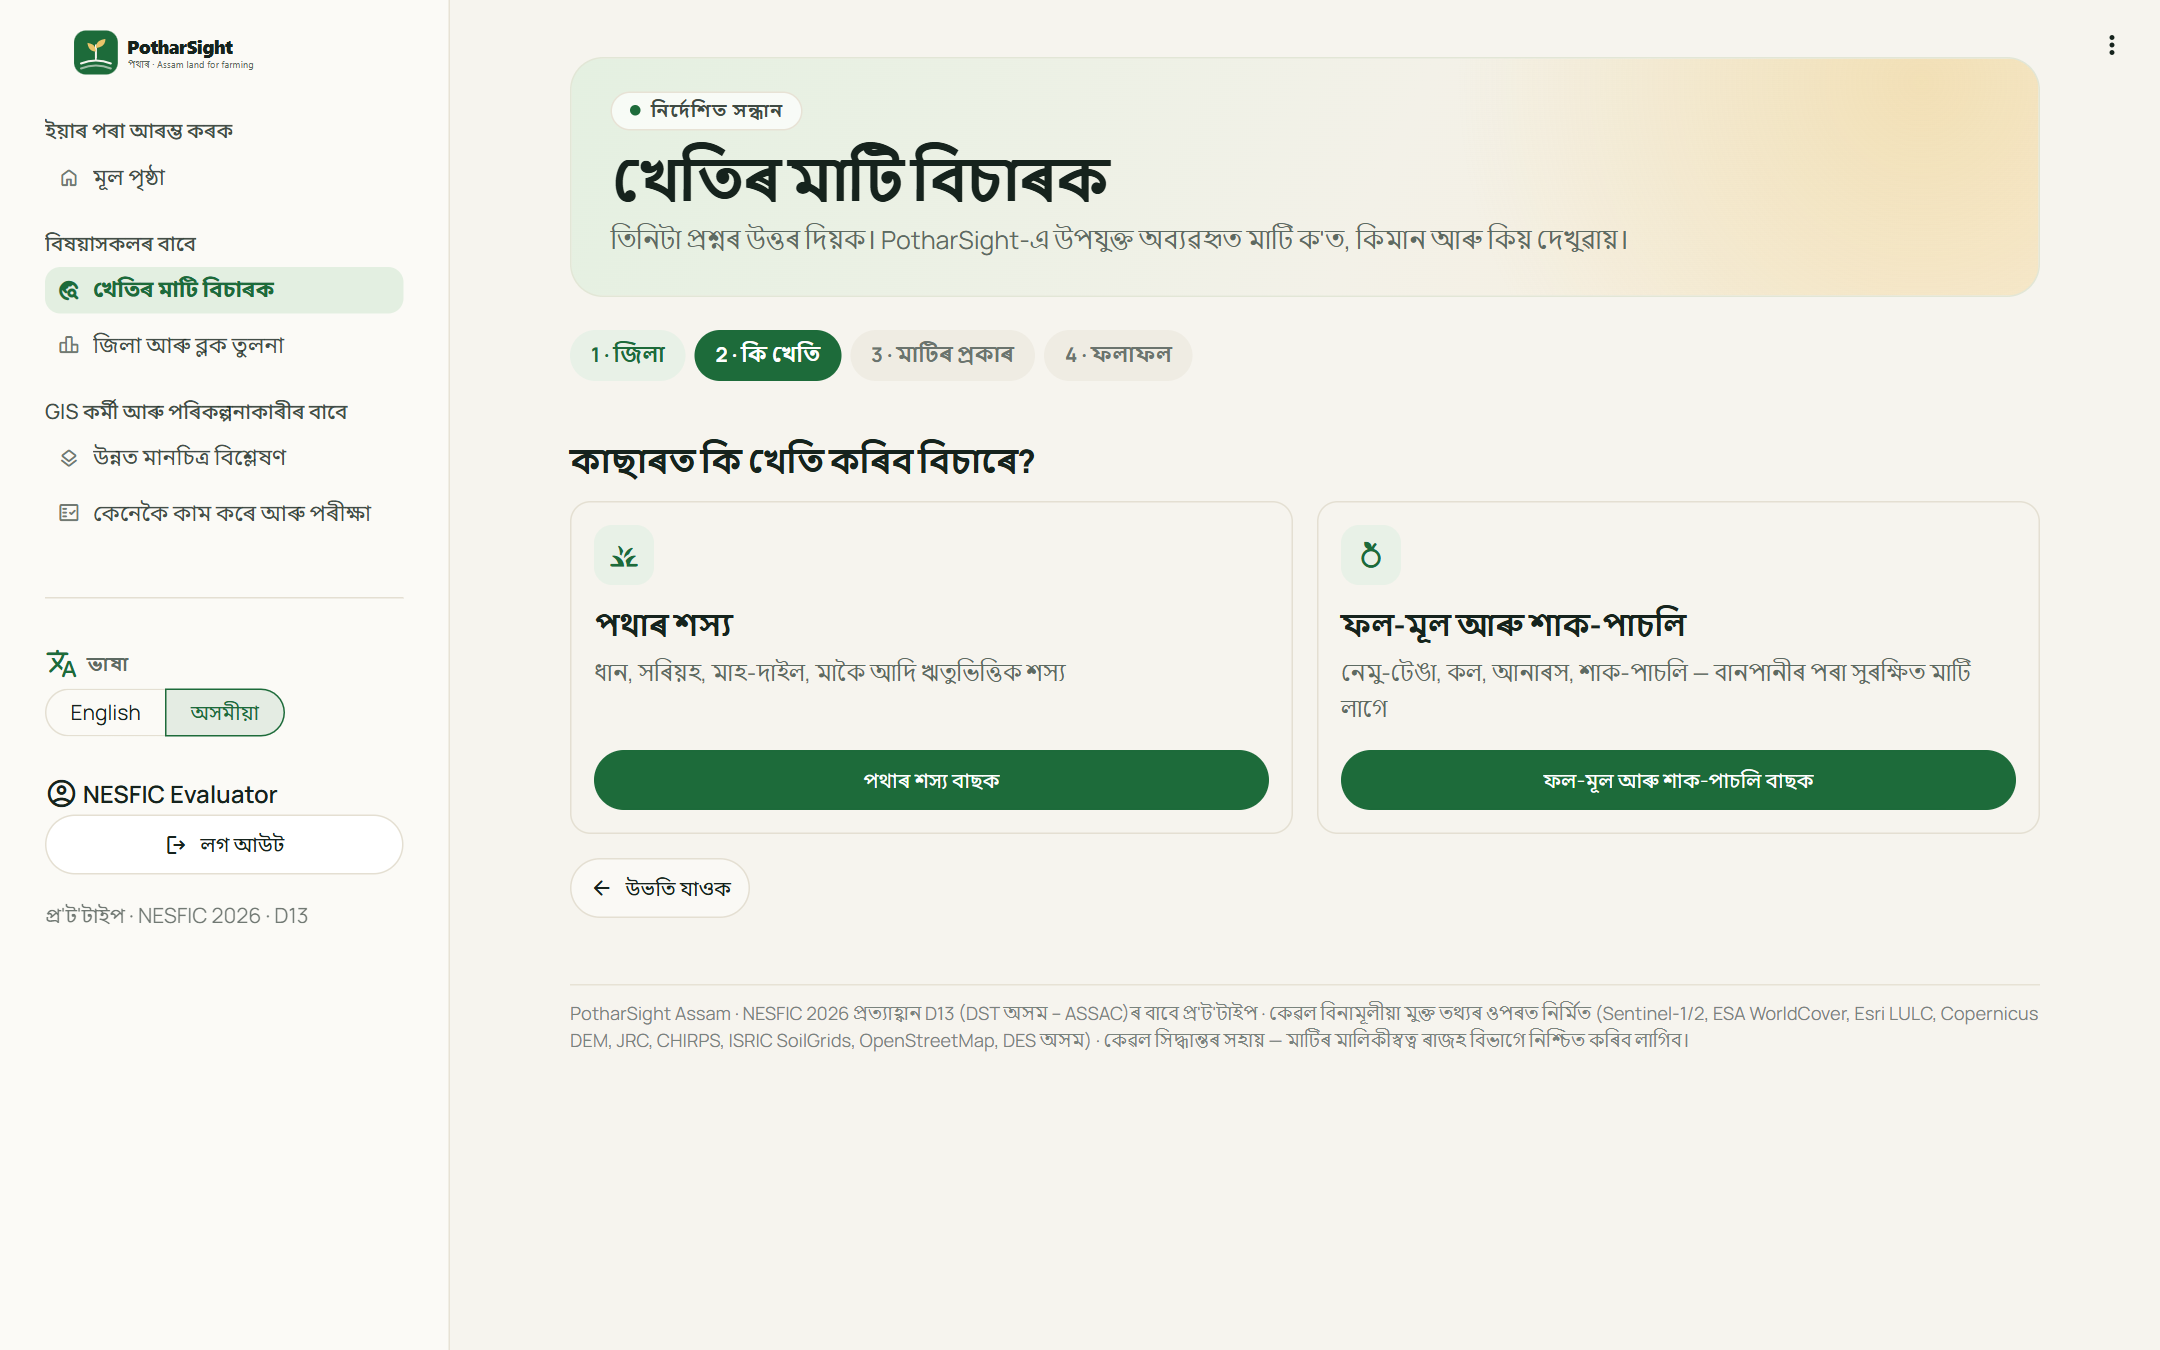 PotharSight
পথাৰ · Assam land for farming
ইয়াৰ পৰা আৰম্ভ কৰক
মূল পৃষ্ঠা
বিষয়াসকলৰ বাবে
খেতিৰ মাটি বিচাৰক
জিলা আৰু ব্লক তুলনা
GIS কৰ্মী আৰু পৰিকল্পনাকাৰীৰ বাবে
উন্নত মানচিত্ৰ বিশ্লেষণ
কেনেকৈ কাম কৰে আৰু পৰীক্ষা
ভাষা
English
অসমীয়া
NESFIC Evaluator
লগ আউট
প্ৰ'ট'টাইপ · NESFIC 2026 · D13
নিৰ্দেশিত সন্ধান
খেতিৰ মাটি বিচাৰক
তিনিটা প্ৰশ্নৰ উত্তৰ দিয়ক। PotharSight-এ উপযুক্ত অব্যৱহৃত মাটি ক'ত, কিমান আৰু কিয় দেখুৱায়।
1 · জিলা
2 · কি খেতি
3 · মাটিৰ প্ৰকাৰ
4 · ফলাফল
কাছাৰত কি খেতি কৰিব বিচাৰে?
পথাৰ শস্য
ধান, সৰিয়হ, মাহ-দাইল, মাকৈ আদি ঋতুভিত্তিক শস্য
পথাৰ শস্য বাছক
ফল-মূল আৰু শাক-পাচলি
নেমু-টেঙা, কল, আনাৰস, শাক-পাচলি — বানপানীৰ পৰা সুৰক্ষিত মাটি
লাগে
ফল-মূল আৰু শাক-পাচলি বাছক
উভতি যাওক
PotharSight Assam · NESFIC 2026 প্ৰত্যাহ্বান D13 (DST অসম – ASSAC)ৰ বাবে প্ৰ'ট'টাইপ · কেৱল বিনামূলীয়া মুক্ত তথ্যৰ ওপৰত নিৰ্মিত (Sentinel-1/2, ESA WorldCover, Esri LULC, Copernicus
DEM, JRC, CHIRPS, ISRIC SoilGrids, OpenStreetMap, DES অসম) · কেৱল সিদ্ধান্তৰ সহায় — মাটিৰ মালিকীস্বত্ব ৰাজহ বিভাগে নিশ্চিত কৰিব লাগিব।